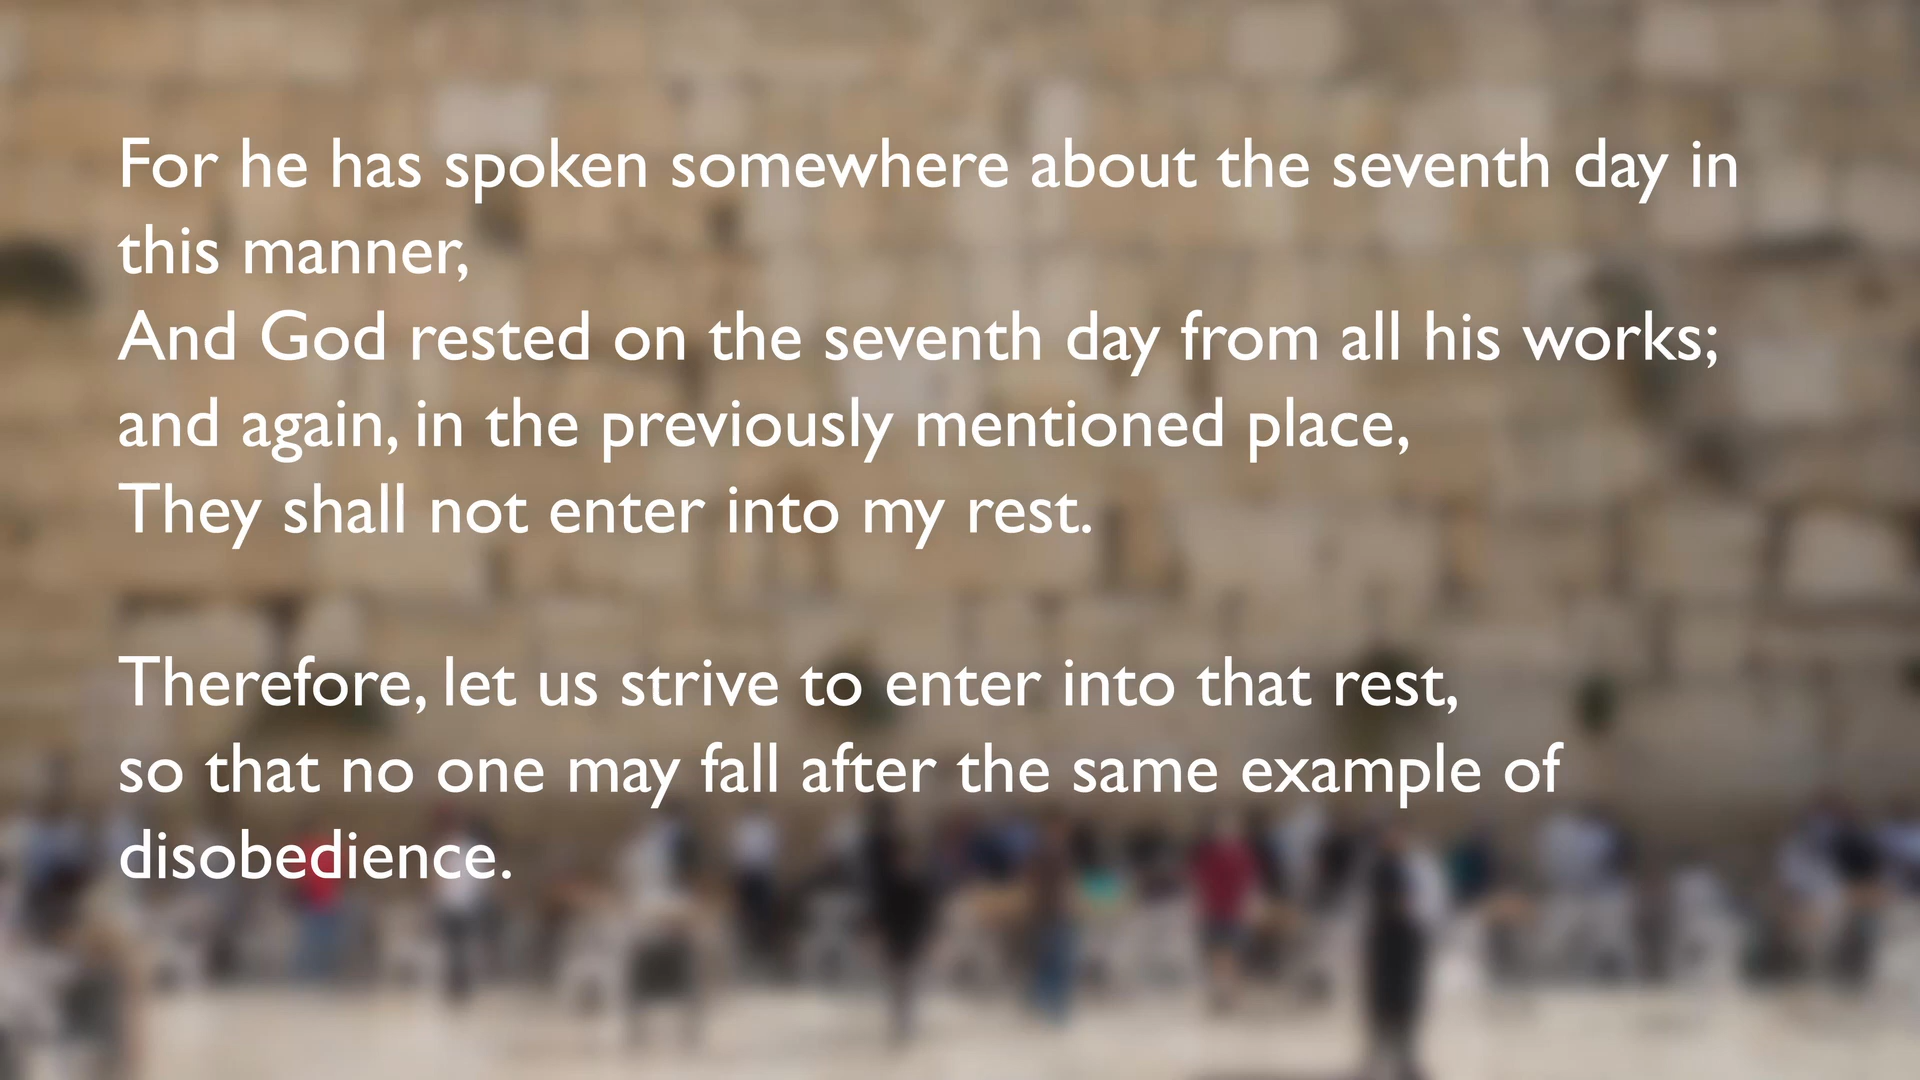 For he has spoken somewhere about the seventh day in
this manner,
And God rested on the seventh day from all his works;
and again, in the previously mentioned place,
They shall not enter into my rest.
Therefore, let us strive to enter into that rest,
so that no one may fall after the same example of
disobedience.